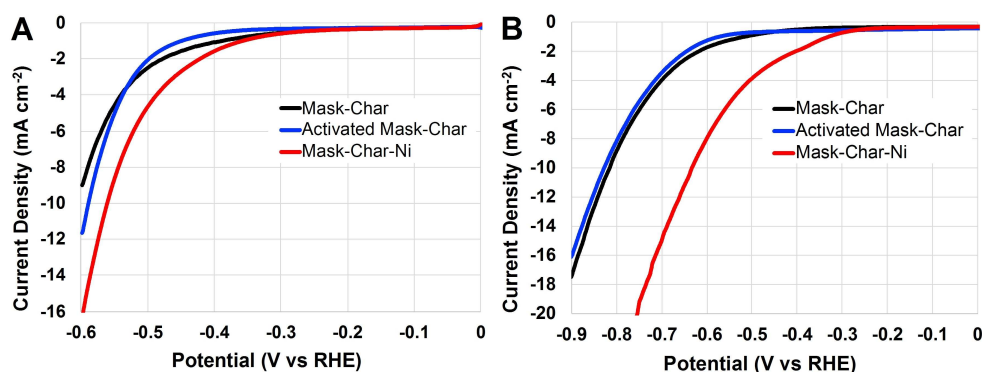 A
Current Density (mA cm-2)
0
-2
-4
-6
-8
-10
-12
-14
-16
-0.6 -0.5 -0.4 -0.3 -0.2 -0.1 0
Potential (V vs RHE)
Mask-Char
Activated Mask-Char
Mask-Char-Ni
B
Current Density (mA cm-2)
0
-2
-4
-6
-8
-10
-12
-14
-16
-18
-20
-0.9 -0.8 -0.7 -0.6 -0.5 -0.4 -0.3 -0.2 -0.1 0
Potential (V vs RHE)
Mask-Char
Activated Mask-Char
Mask-Char-Ni